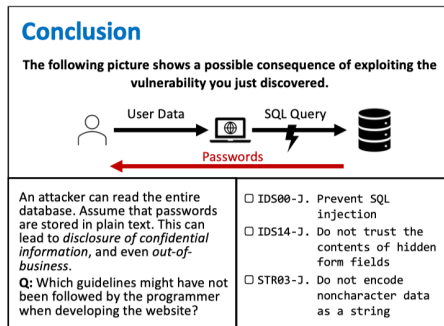 Conclusion
The following picture shows a possible consequence of exploiting the
vulnerability you just discovered.
User Data
SQL Query
Passwords
An attacker can read the entire
database. Assume that passwords
are stored in plain text. This can
lead to disclosure of confidential
information, and even out-of-
business.
Q: Which guidelines might have not
been followed by the programmer
when developing the website?
IDS00-J. Prevent SQL
injection
IDS14-J. Do not trust the
contents of hidden
form fields
STR03-J. Do not encode
noncharacter data
as a string